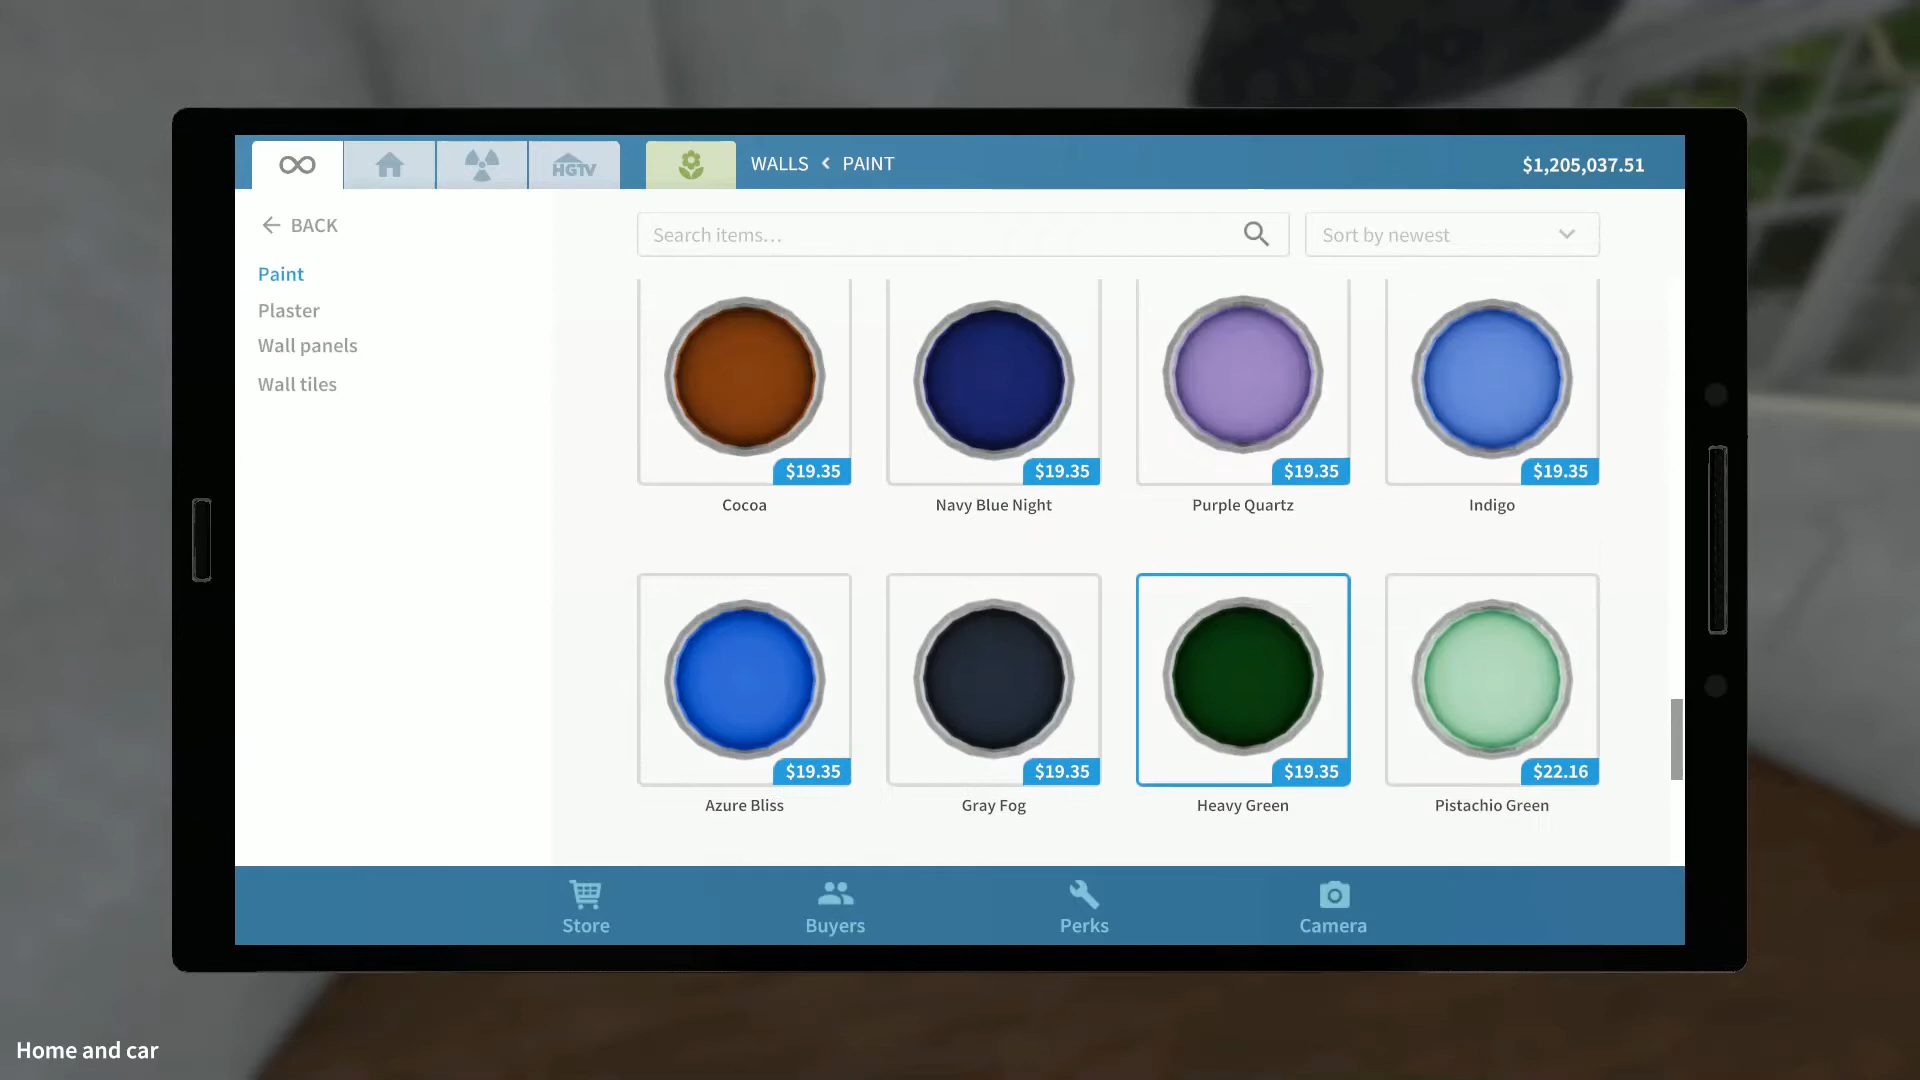 HGTV
WALLS < PAINT
$1,205,037.51
BACK
Search items...
Sort by newest
Paint
Plaster
Wall panels
Wall tiles
$19.35
$19.35
$19.35
$19.35
Cocoa
Navy Blue Night
Purple Quartz
Indigo
$19.35
$19.35
$19.35
$22.16
Azure Bliss
Gray Fog
Heavy Green
Pistachio Green
Store
Buyers
Perks
Camera
Home and car